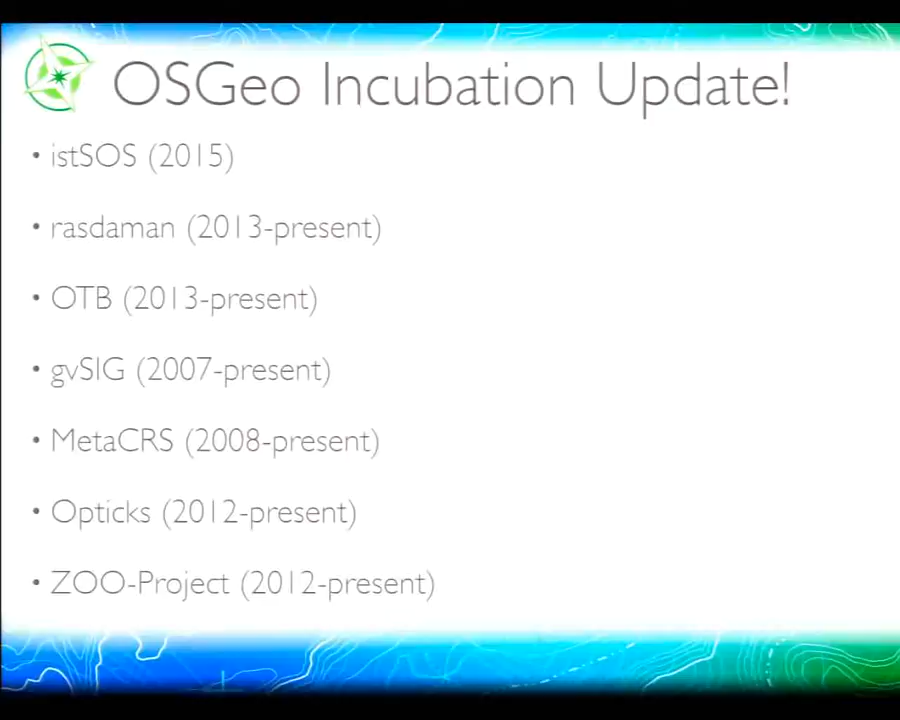 OSGeo Incubation Update!
• istSOS (2015)
• rasdaman (2013-present)
• OTB (2013-present)
• gvSIG (2007-present)
• MetaCRS (2008-present)
• Opticks (2012-present)
• ZOO-Project (2012-present)